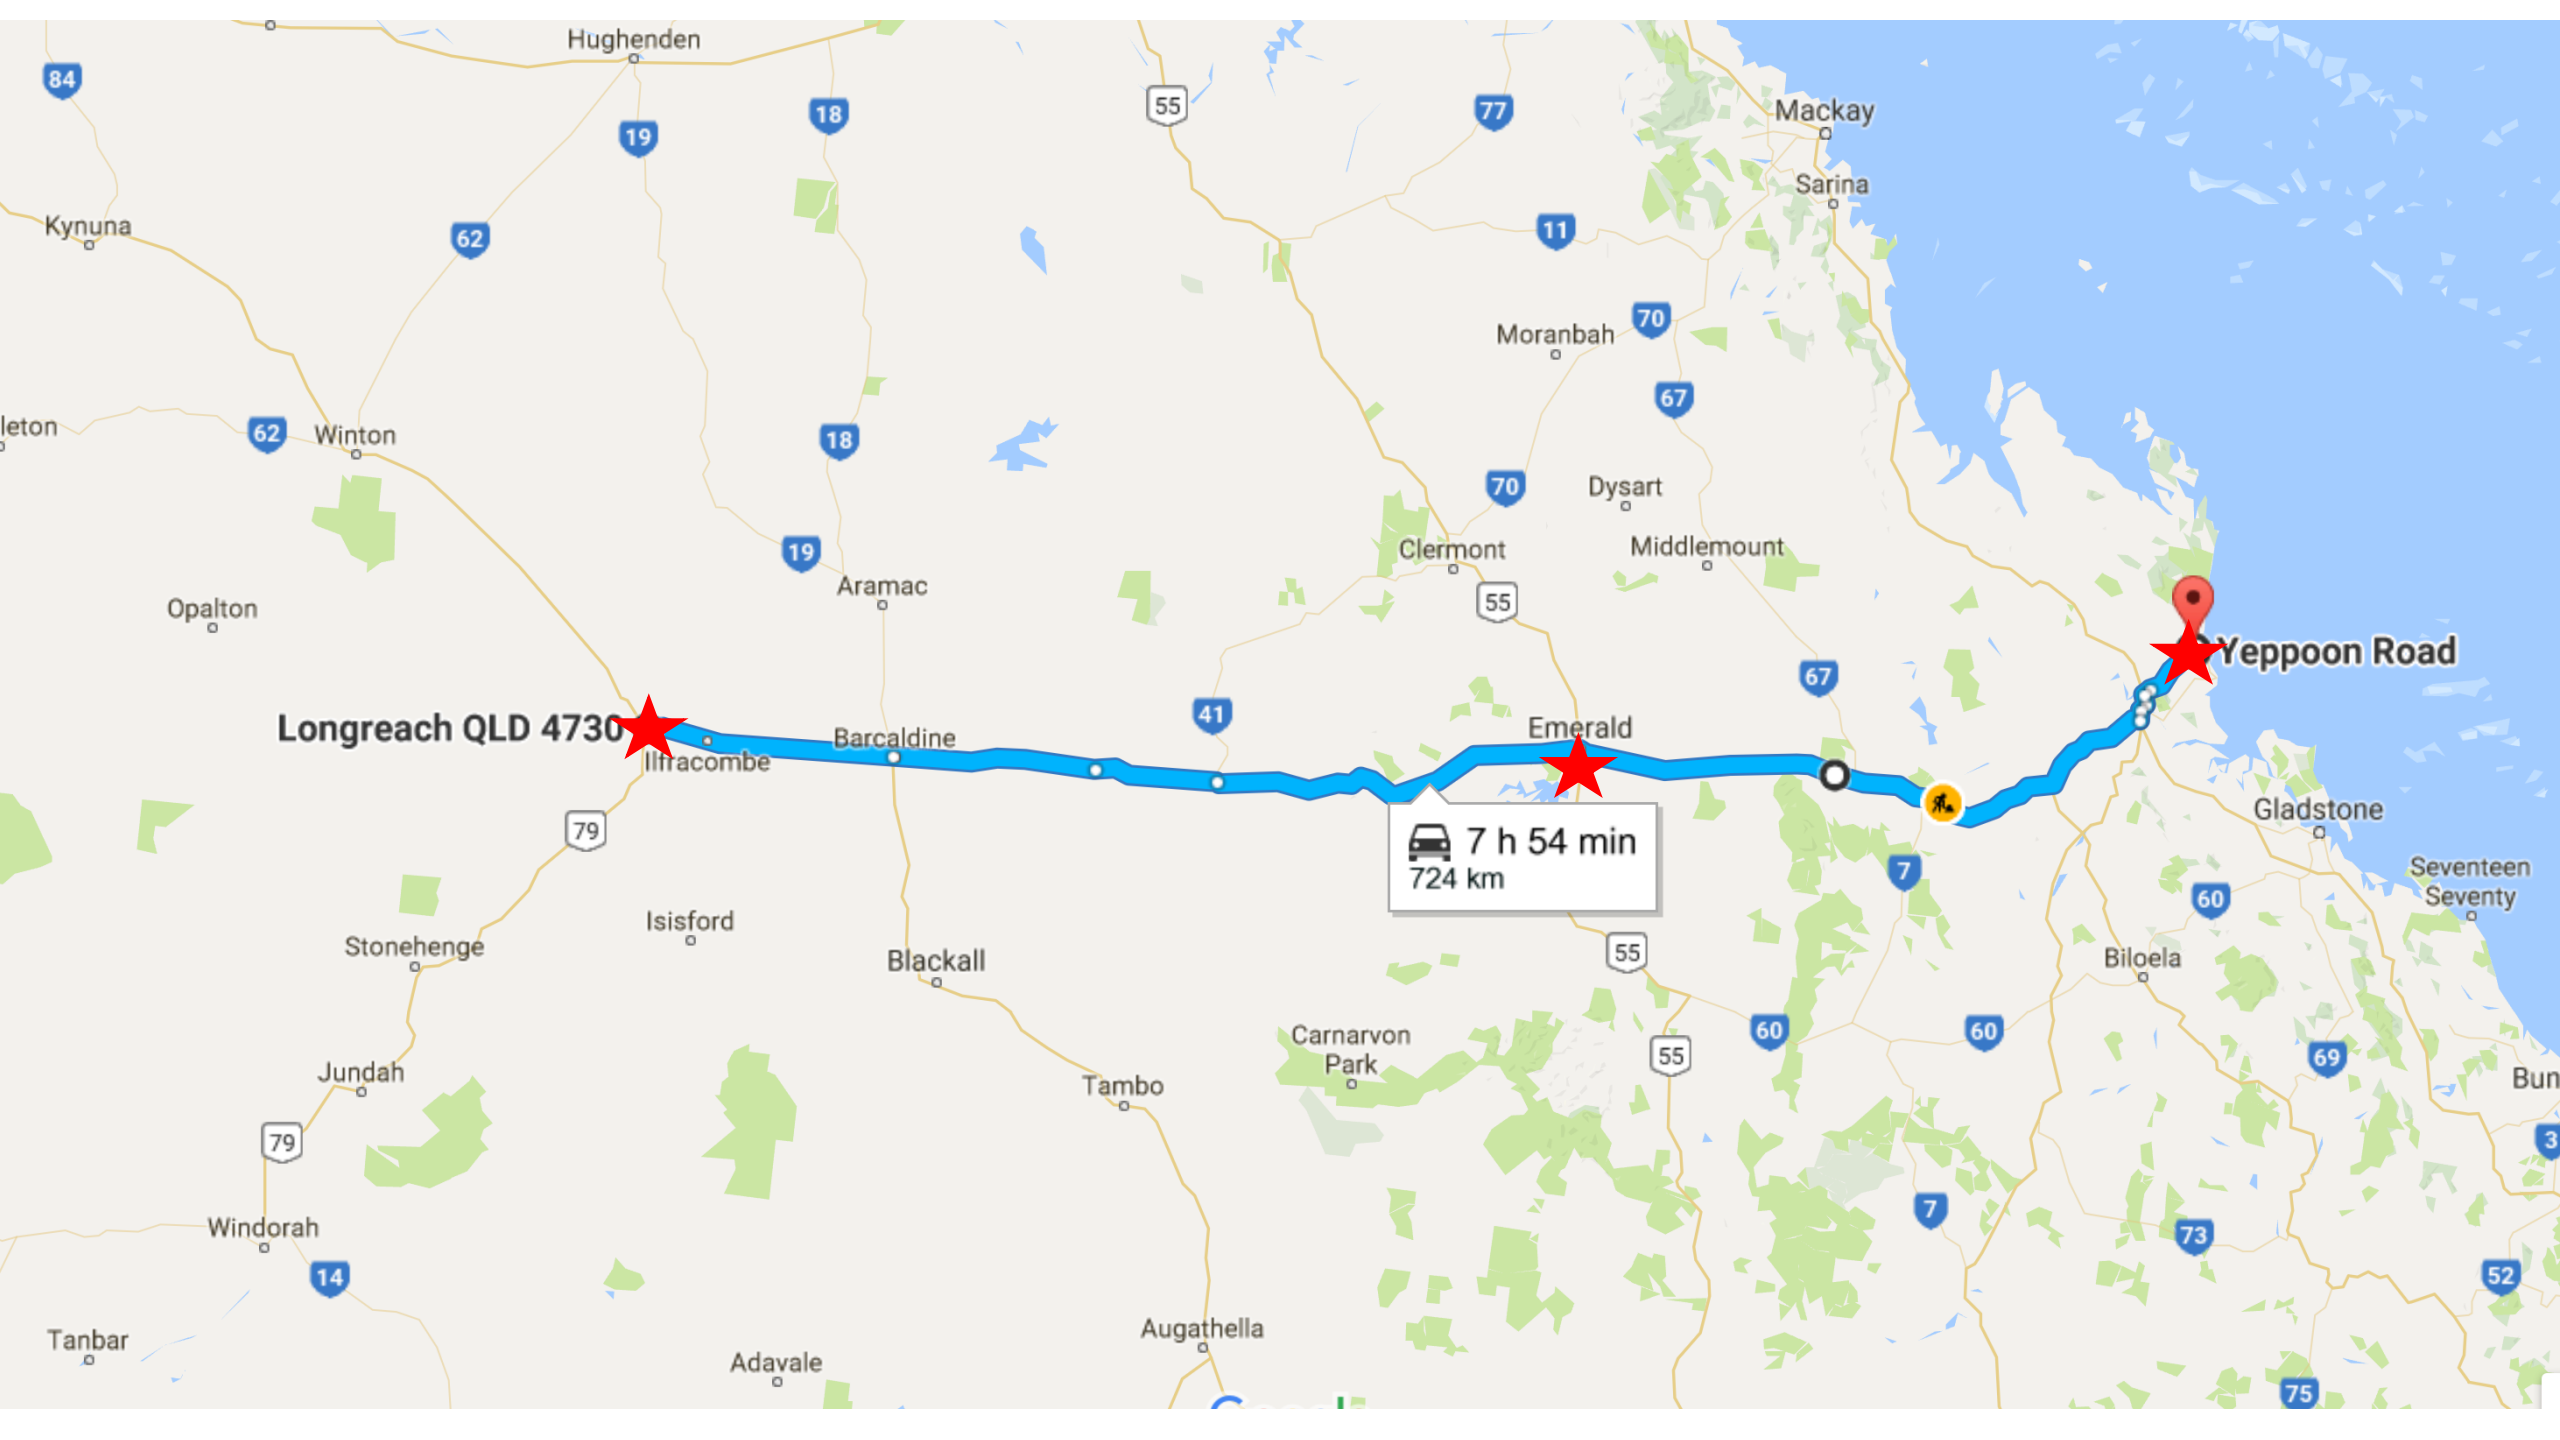 Hughenden
84
19
18
55
77
Mackay
Sarina
Kynuna
62
11
Moranbah
70
67
leton
62
Winton
18
70
Dysart
Clermont
Middlemount
19
Aramac
55
Opalton
67
Yeppoon Road
Longreach QLD 4730
41
Barcaldine
Emerald
Ilfracombe
79
7 h 54 min
724 km
Gladstone
7
Seventeen
Seventy
60
Isisford
Stonehenge
Blackall
55
Biloela
Carnarvon
Park
60
60
55
69
Jundah
Tambo
Bun
79
3
Windorah
7
73
14
52
Tanbar
Augathella
Adavale
75